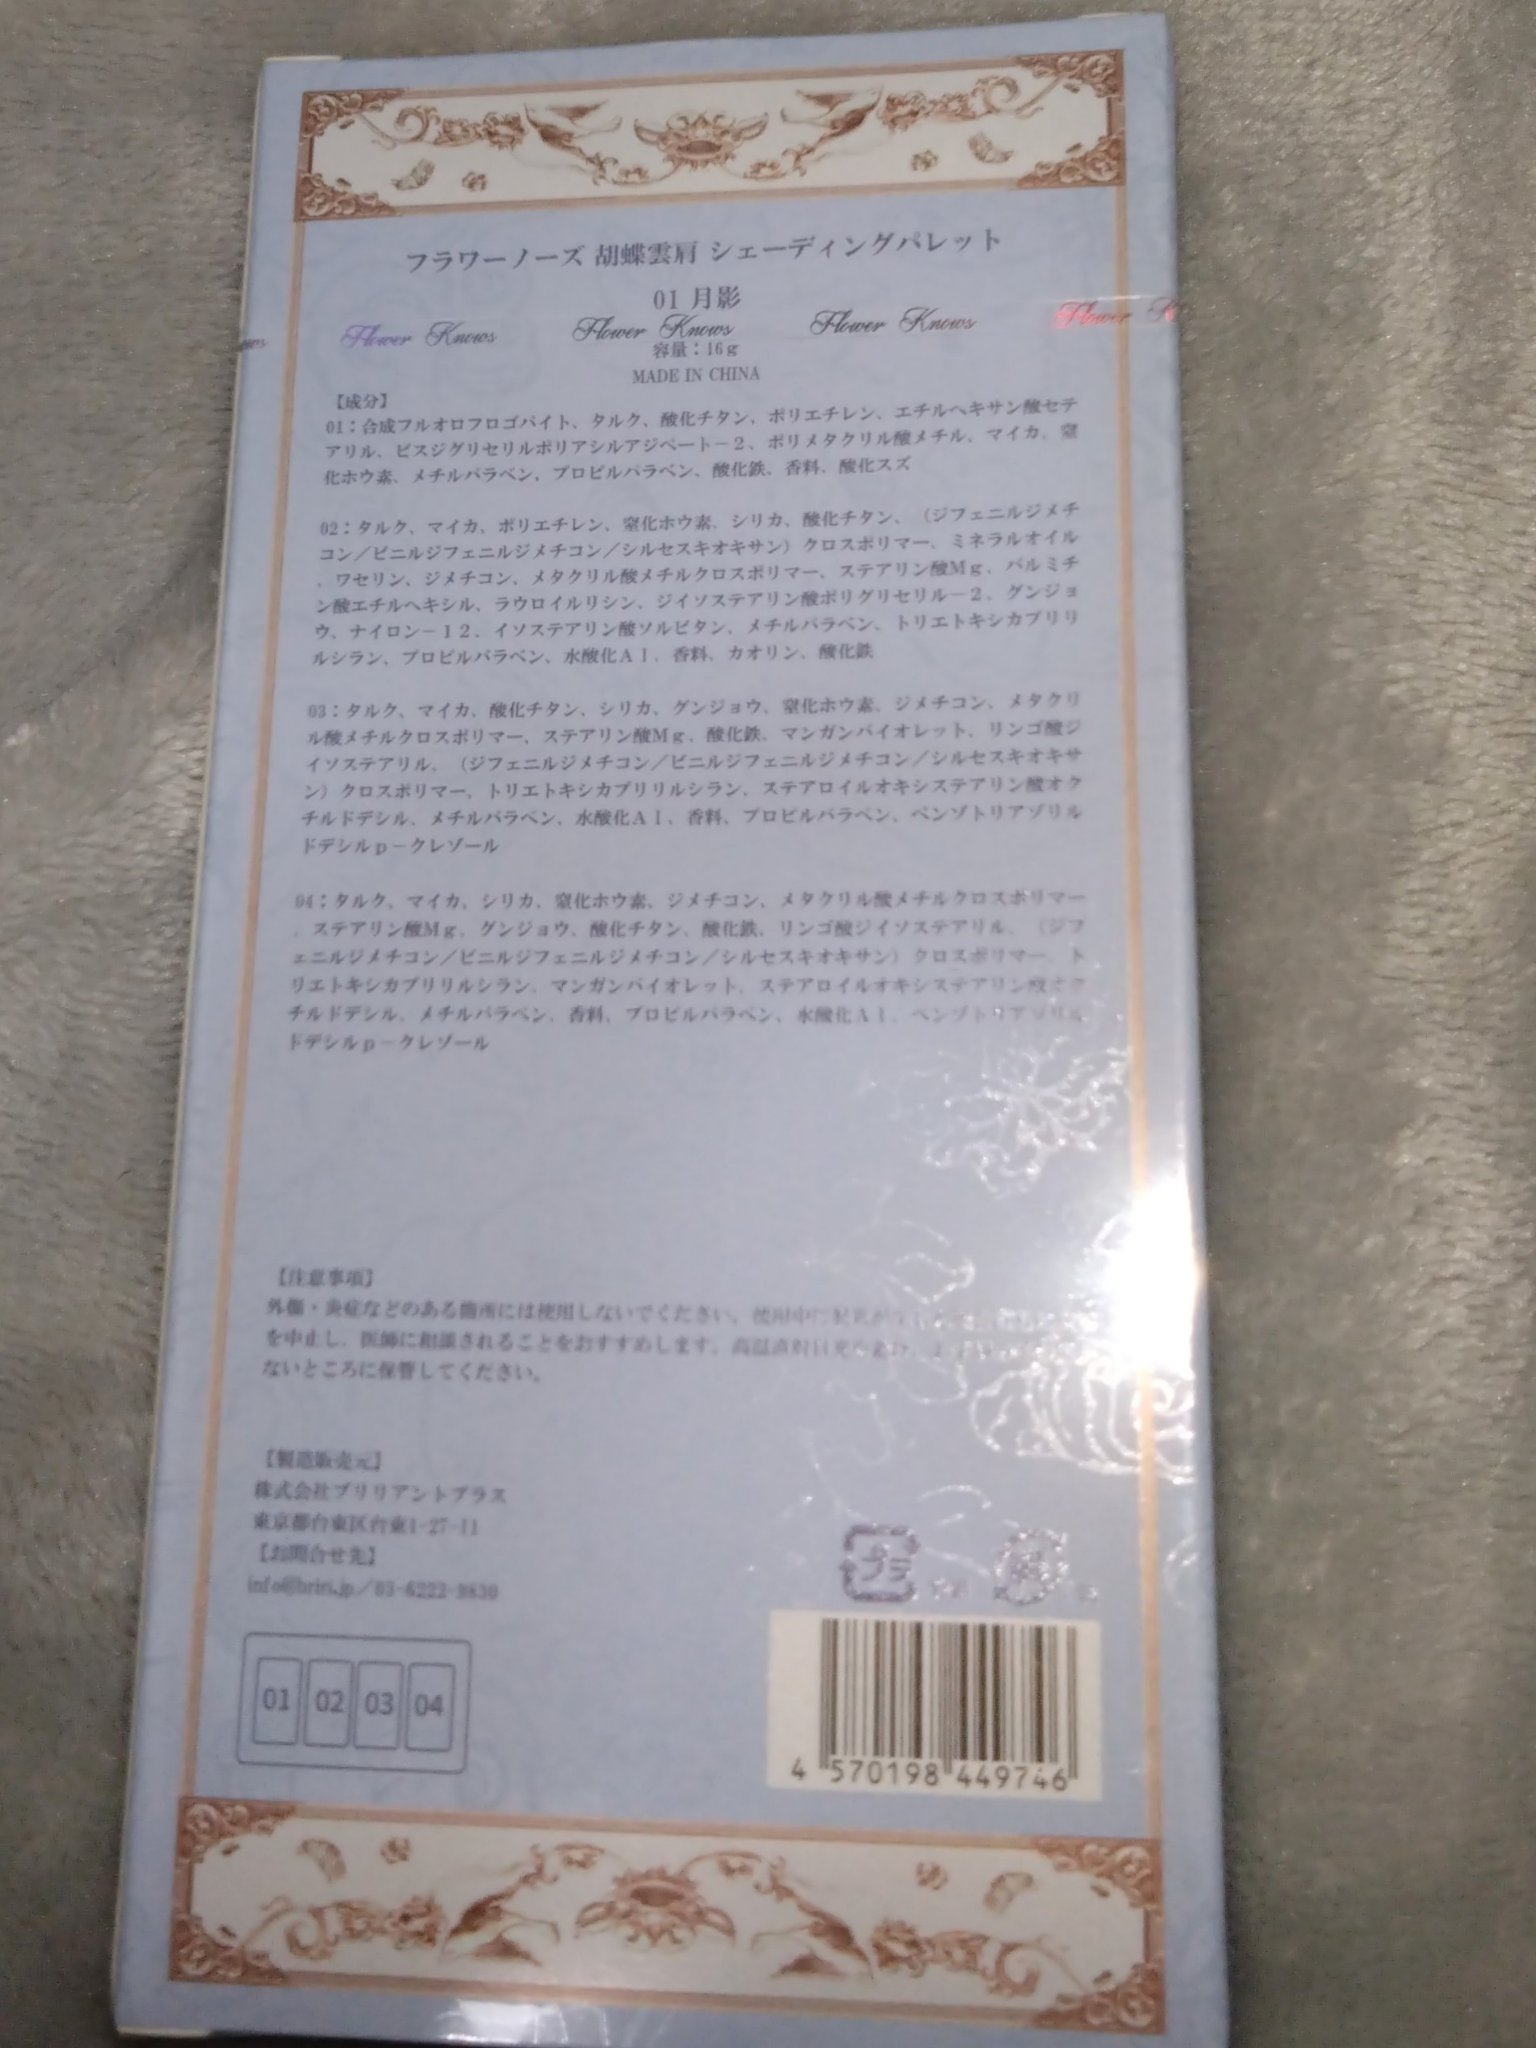 フラワーノーズ 胡蝶雲肩 シェーディングパレット
01 月影
Flower Knows Flower Knows Flower Knows Flower
容量：16g
MADE IN CHINA
【成分】
01：合成フルオロフロゴパイト、タルク、酸化チタン、ポリエチレン、エチルヘキサン酸セテ
アリル、ビスジグリセリルポリアシルアジペート－2、ポリメタクリル酸メチル、マイカ、窒
化ホウ素、メチルパラベン、プロピルパラベン、酸化鉄、香料、酸化スズ
02：タルク、マイカ、ポリエチレン、窒化ホウ素、シリカ、酸化チタン、（ジフェニルジメチ
コン／ビニルジフェニルジメチコン／シルセスキオキサン）クロスポリマー、ミネラルオイル
、ワセリン、ジメチコン、メタクリル酸メチルクロスポリマー、ステアリン酸Ｍｇ、パルミチ
ン酸エチルヘキシル、ラウロイルリシン、ジイソステアリン酸ポリグリセリル－２、グンジョ
ウ、ナイロン－１２、イソステアリン酸ソルビタン、メチルパラベン、トリエトキシカプリリ
ルシラン、プロピルパラベン、水酸化Ａｌ、香料、カオリン、酸化鉄
03：タルク、マイカ、酸化チタン、シリカ、グンジョウ、窒化ホウ素、ジメチコン、メタクリ
ル酸メチルクロスポリマー、ステアリン酸Ｍｇ、酸化鉄、マンガンバイオレット、リンゴ酸ジ
イソステアリル、（ジフェニルジメチコン／ビニルジフェニルジメチコン／シルセスキオキサ
ン）クロスポリマー、トリエトキシカプリリルシラン、ステアロイルオキシステアリン酸オク
チルドデシル、メチルパラベン、水酸化Ａｌ、香料、プロピルパラベン、ベンゾトリアゾリル
ドデシルｐ－クレゾール
04：タルク、マイカ、シリカ、窒化ホウ素、ジメチコン、メタクリル酸メチルクロスポリマー
、ステアリン酸Ｍｇ、グンジョウ、酸化チタン、酸化鉄、リンゴ酸ジイソステアリル、（ジフ
ェニルジメチコン／ビニルジフェニルジメチコン／シルセスキオキサン）クロスポリマー、ト
リエトキシカプリリルシラン、マンガンバイオレット、ステアロイルオキシステアリン酸オク
チルドデシル、メチルパラベン、香料、プロピルパラベン、水酸化Ａｌ、ベンゾトリアゾリル
ドデシルｐ－クレゾール
【注意事項】
外傷・炎症などのある箇所には使用しないでください。使用中に
を中止し、医師に相談されることをおすすめします。高温直射日光
ないところに保管してください。
【製造販売元】
株式会社ブリリアントプラス
東京都台東区台東1-27-11
【お問合せ先】
info@briri.jp／03-6222-9830
プラ
01 02 03 04
4 570198 449746